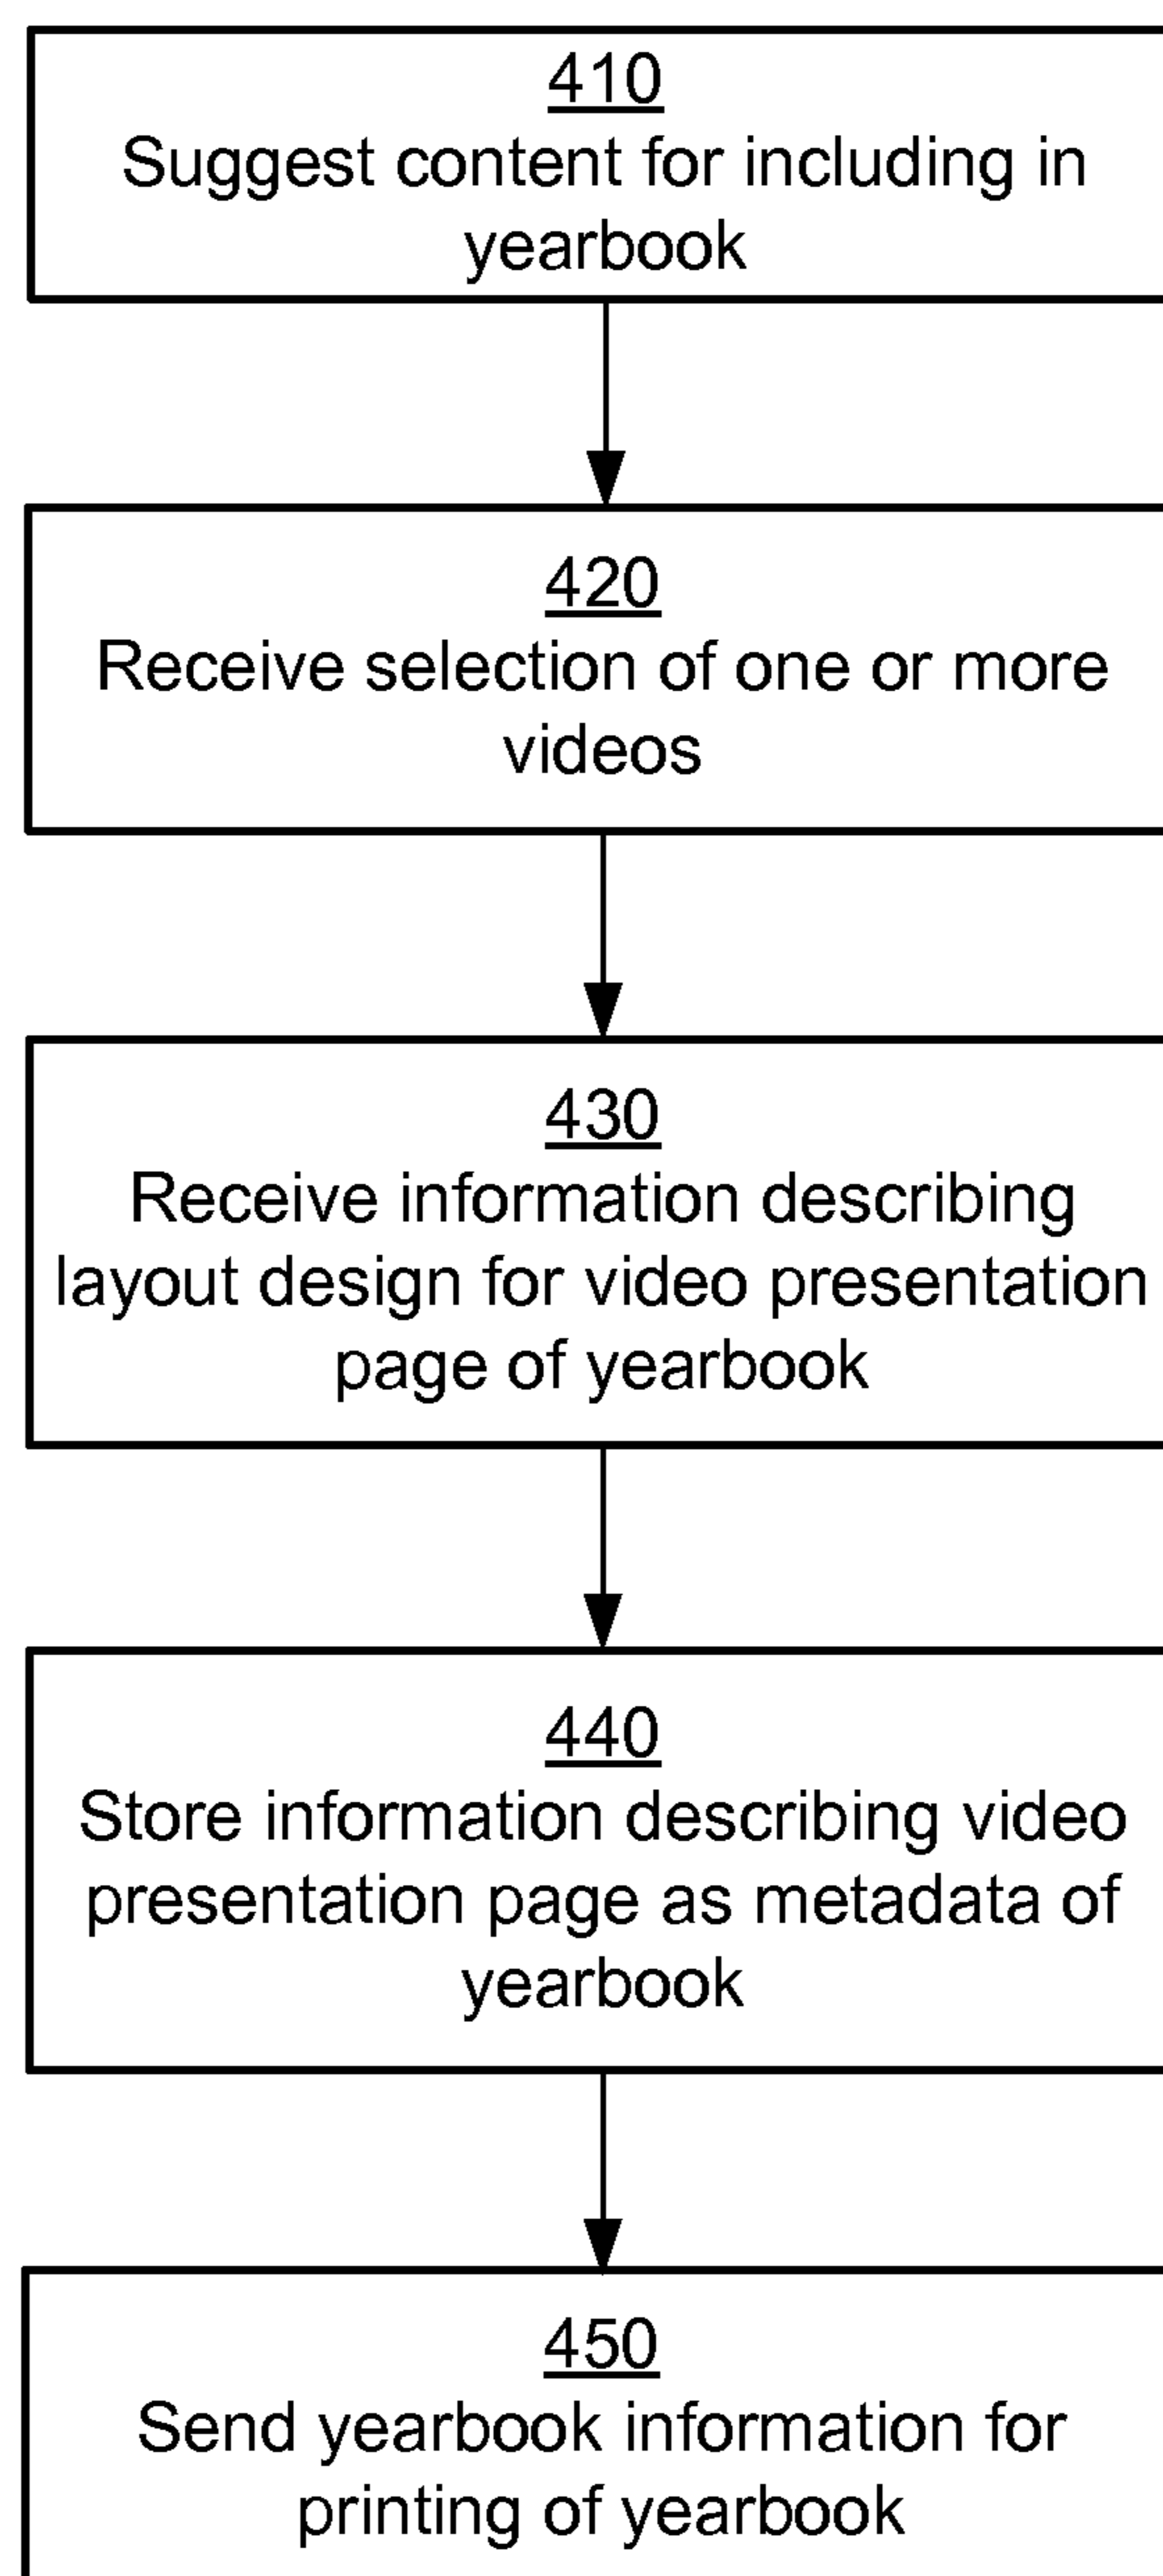 410
Suggest content for including in
yearbook
420
Receive selection of one or more
videos
430
Receive information describing
layout design for video presentation
page of yearbook
440
Store information describing video
presentation page as metadata of
yearbook
450
Send yearbook information for
printing of yearbook